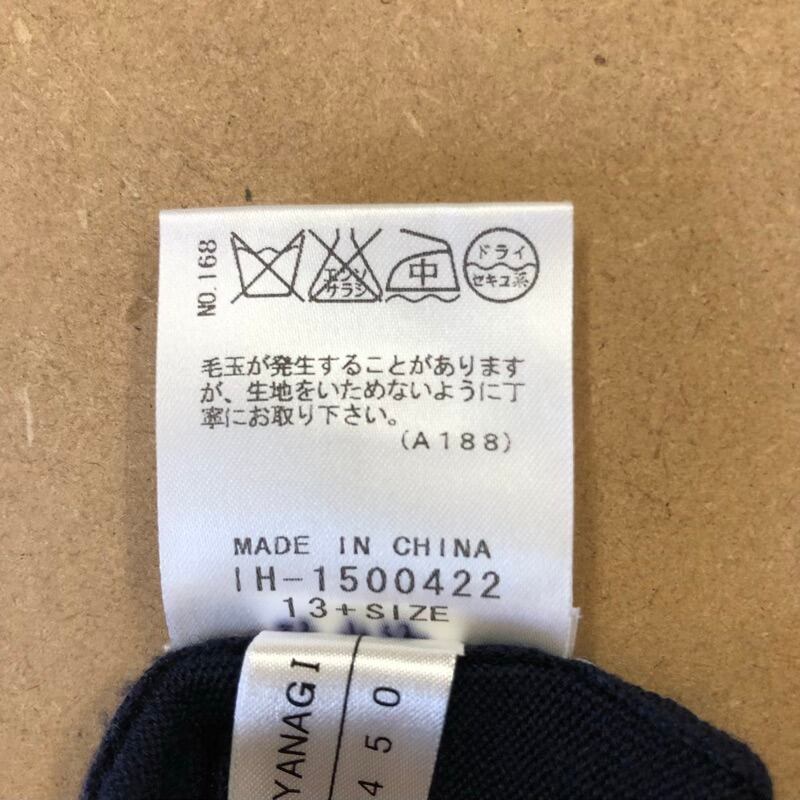 NO.168
エンソ
サラシ
中
ドライ
セキユ系
毛玉が発生することがあります
が、生地をいためないように丁
寧にお取り下さい。
(A188)
MADE IN CHINA
IH-1500422
13+SIZE
YANAGI
450